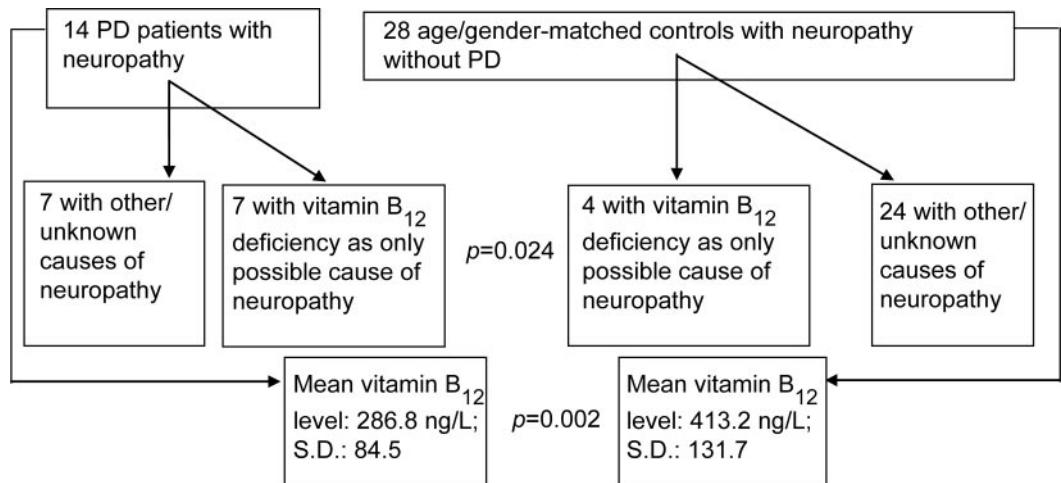 14 PD patients with
neuropathy
28 age/gender-matched controls with neuropathy
without PD
7 with other/
unknown
causes of
neuropathy
7 with vitamin B12
deficiency as only
possible cause of
neuropathy
p=0.024
4 with vitamin B12
deficiency as only
possible cause of
neuropathy
24 with other/
unknown
causes of
neuropathy
Mean vitamin B12
level: 286.8 ng/L;
S.D.: 84.5
p=0.002
Mean vitamin B12
level: 413.2 ng/L;
S.D.: 131.7